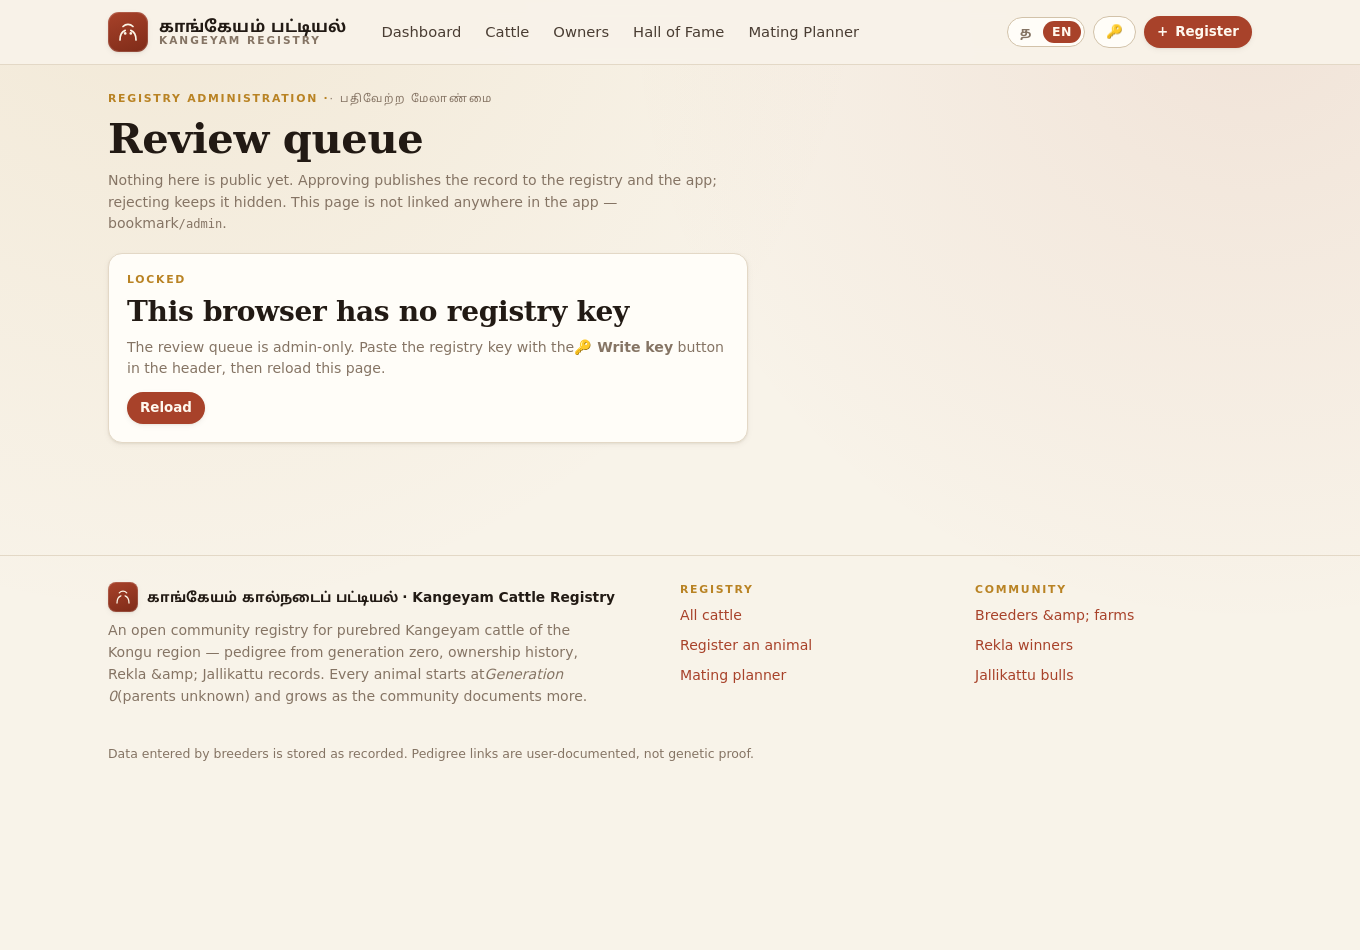 காங்கேயம் பட்டியல்
KANGEYAM REGISTRY
Dashboard Cattle Owners Hall of Fame Mating Planner
த EN 🔑 + Register
REGISTRY ADMINISTRATION ·· பதிவேற்ற மேலாண்மை
Review queue
Nothing here is public yet. Approving publishes the record to the registry and the app;
rejecting keeps it hidden. This page is not linked anywhere in the app —
bookmark/admin.
LOCKED
This browser has no registry key
The review queue is admin-only. Paste the registry key with the🔑 Write key button
in the header, then reload this page.
Reload
காங்கேயம் கால்நடைப் பட்டியல் · Kangeyam Cattle Registry
An open community registry for purebred Kangeyam cattle of the
Kongu region — pedigree from generation zero, ownership history,
Rekla &amp; Jallikattu records. Every animal starts atGeneration
0(parents unknown) and grows as the community documents more.
REGISTRY
All cattle
Register an animal
Mating planner
COMMUNITY
Breeders &amp; farms
Rekla winners
Jallikattu bulls
Data entered by breeders is stored as recorded. Pedigree links are user-documented, not genetic proof.